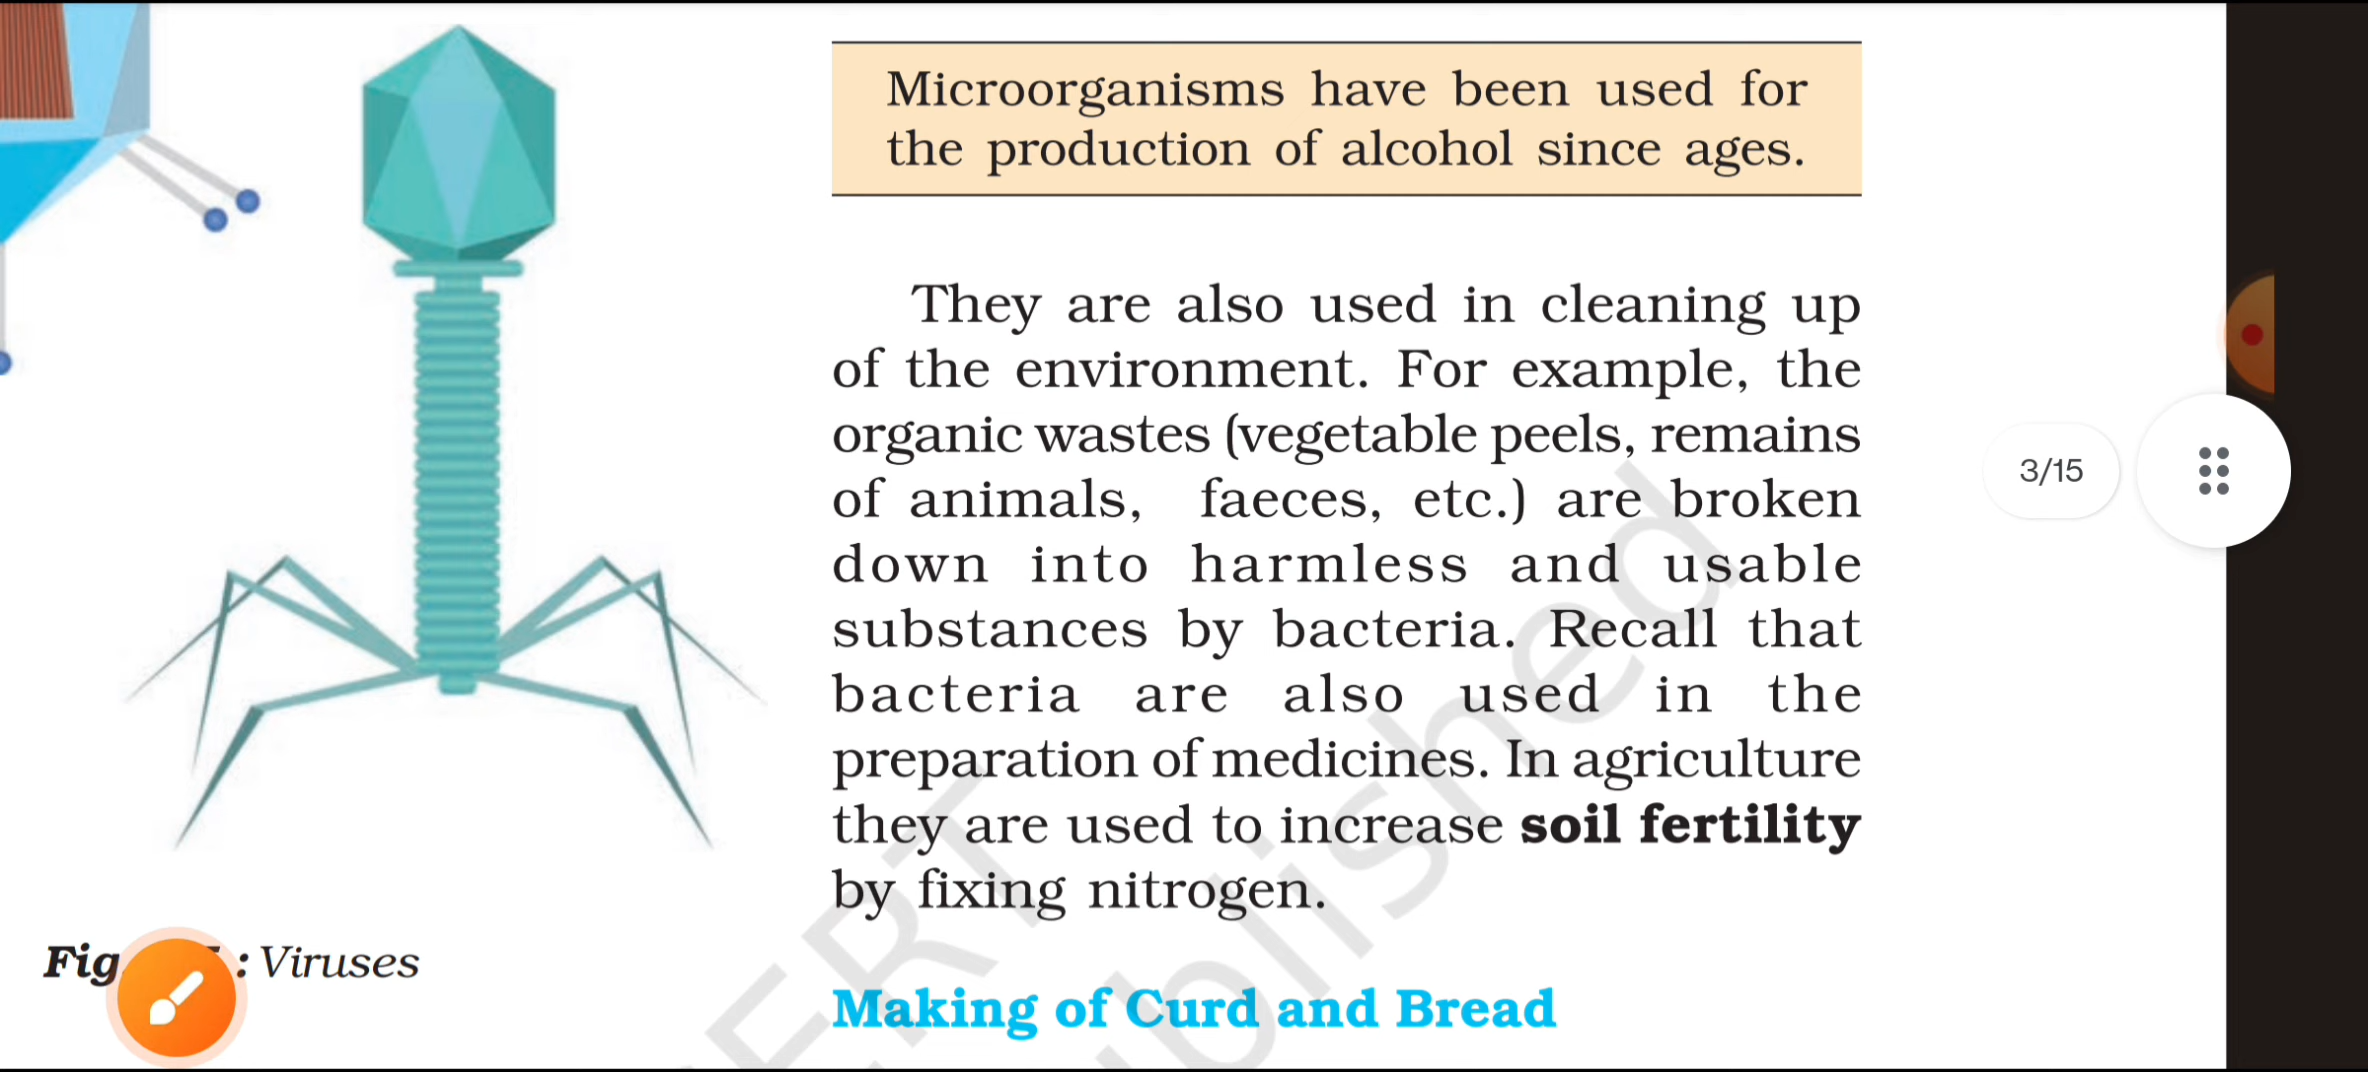 Microorganisms have been used for
the production of alcohol since ages.
They are also used in cleaning up
of the environment. For example, the
organic wastes (vegetable peels, remains
of animals, faeces, etc.) are broken
down into harmless and usable
substances by bacteria. Recall that
bacteria are also used in the
preparation of medicines. In agriculture
they are used to increase soil fertility
by fixing nitrogen.
Making of Curd and Bread
Fig : Viruses
3/15